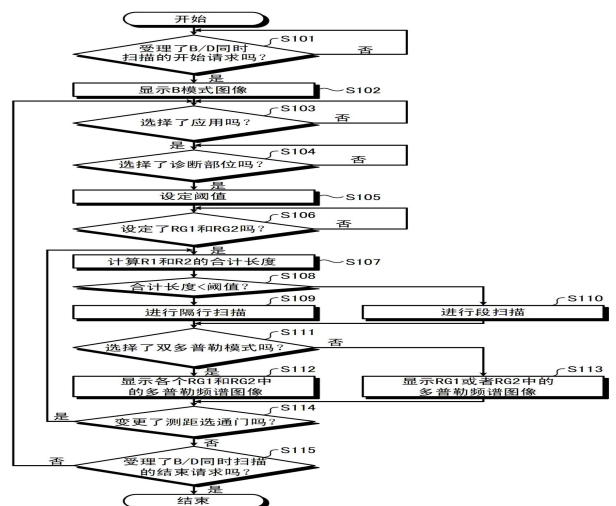 开始
S101
受理了B/D同时
扫描的开始请求吗?
否
是
显示B模式图像
S102
S103
选择了应用吗?
否
是
S104
选择了诊断部位吗?
否
是
设定阈值
S105
S106
设定了RG1和RG2吗?
否
是
计算R1和R2的合计长度
S107
S108
合计长度<阈值?
S109
进行隔行扫描
S110
进行段扫描
S111
选择了双多普勒模式吗?
否
是
S112
显示各个RG1和RG2中
的多普勒频谱图像
S113
显示RG1或者RG2中的
多普勒频谱图像
S114
变更了测距选通门吗?
是
否
S115
受理了B/D同时扫描
的结束请求吗?
否
是
结束